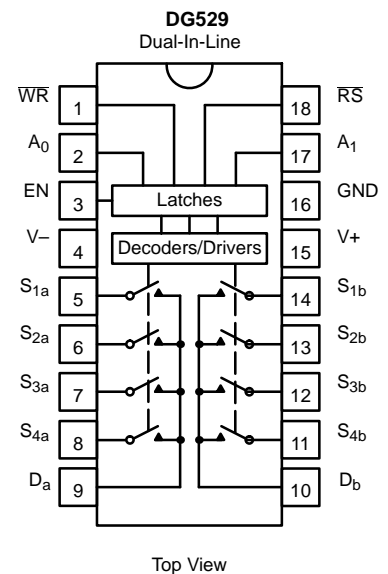 DG529
Dual-In-Line
W̅R̅ 1 18 R̅S̅
A₀ 2 17 A₁
EN 3 Latches 16 GND
V– 4 Decoders/Drivers 15 V+
S₁ₐ 5 14 S1b
S₂ₐ 6 13 S2b
S₃ₐ 7 12 S3b
S₄ₐ 8 11 S4b
Dₐ 9 10 Db
Top View